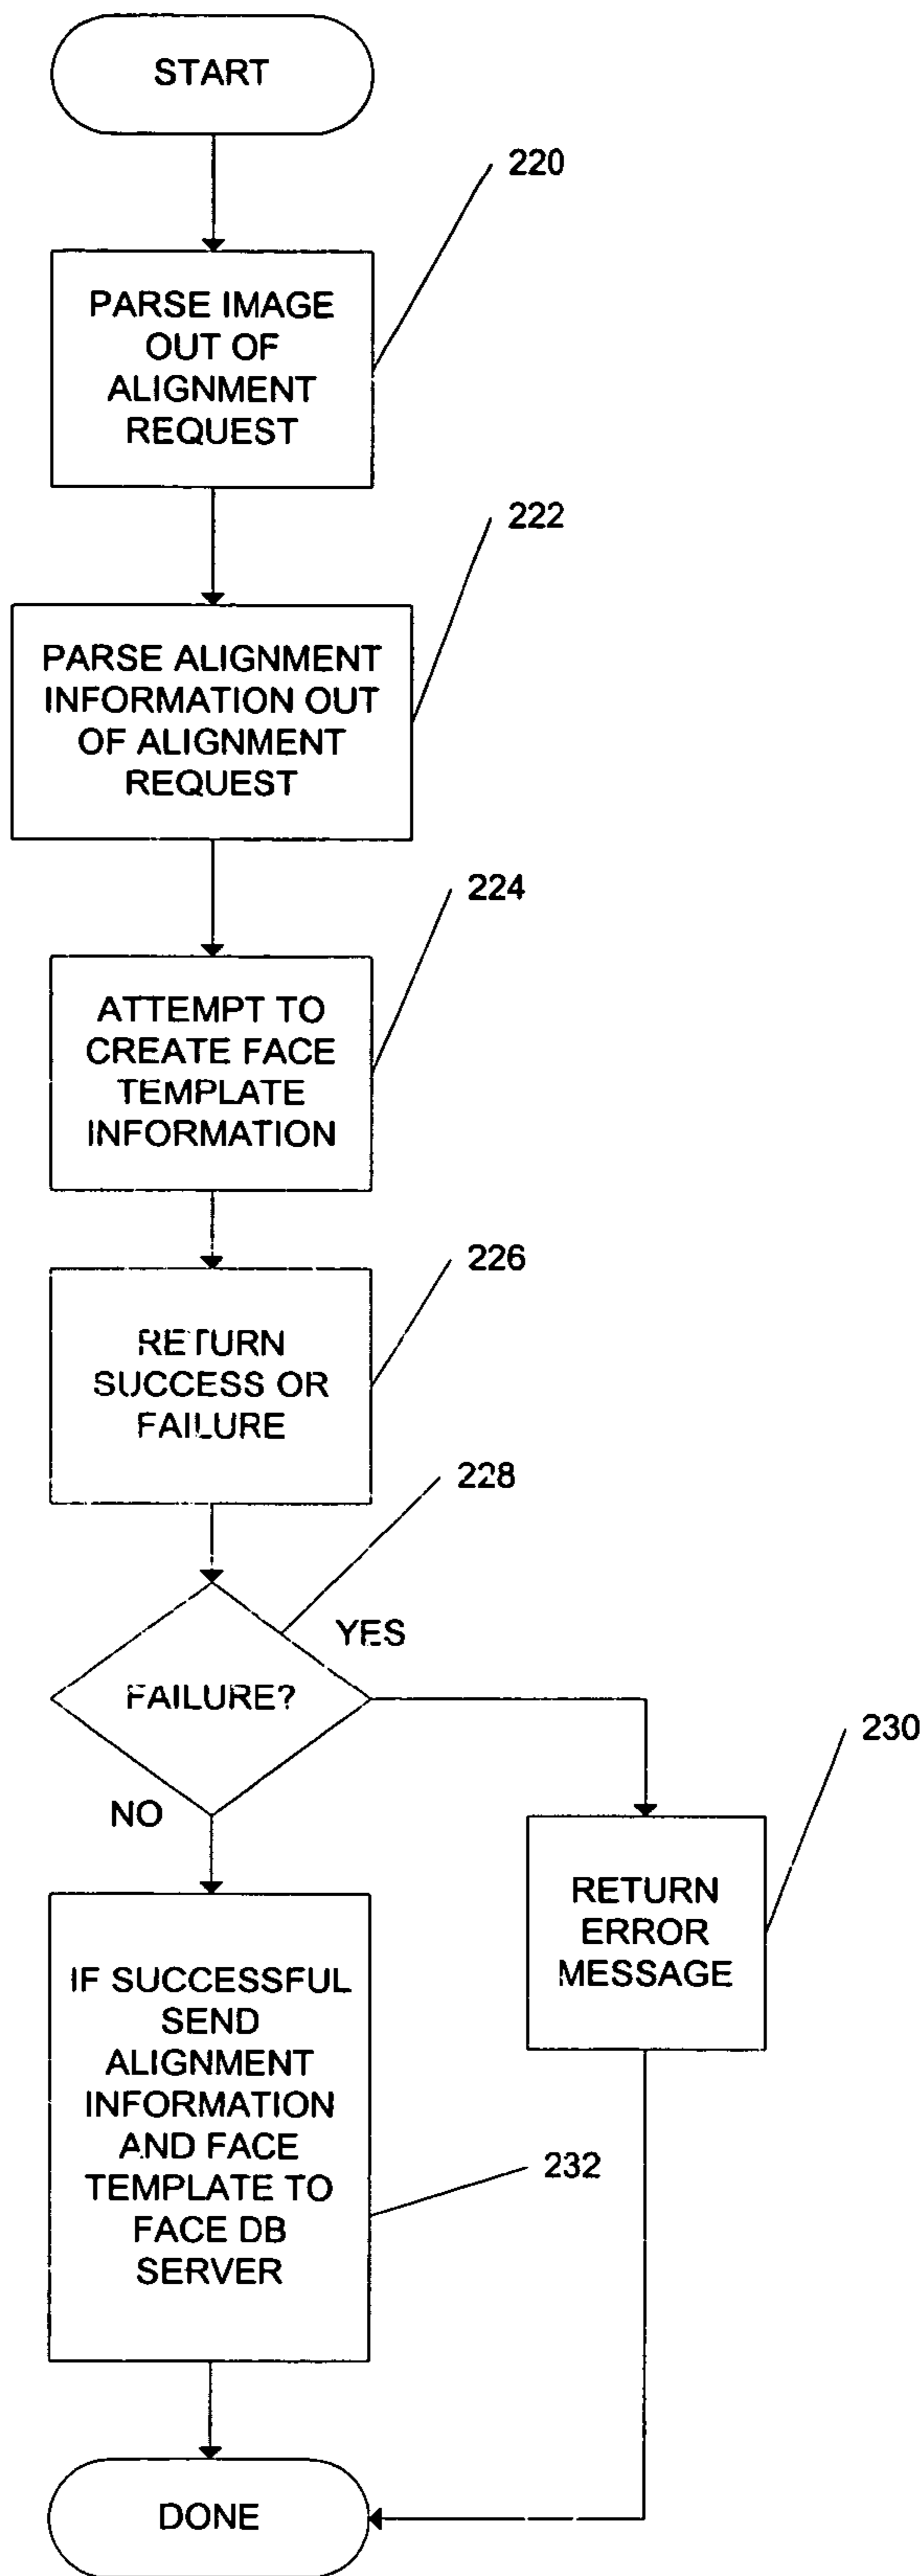 START
220
PARSE IMAGE
OUT OF
ALIGNMENT
REQUEST
222
PARSE ALIGNMENT
INFORMATION OUT
OF ALIGNMENT
REQUEST
224
ATTEMPT TO
CREATE FACE
TEMPLATE
INFORMATION
226
RETURN
SUCCESS OR
FAILURE
228
YES
FAILURE?
230
NO
RETURN
ERROR
MESSAGE
IF SUCCESSFUL
SEND
ALIGNMENT
INFORMATION
AND FACE
TEMPLATE TO
FACE DB
SERVER
232
DONE